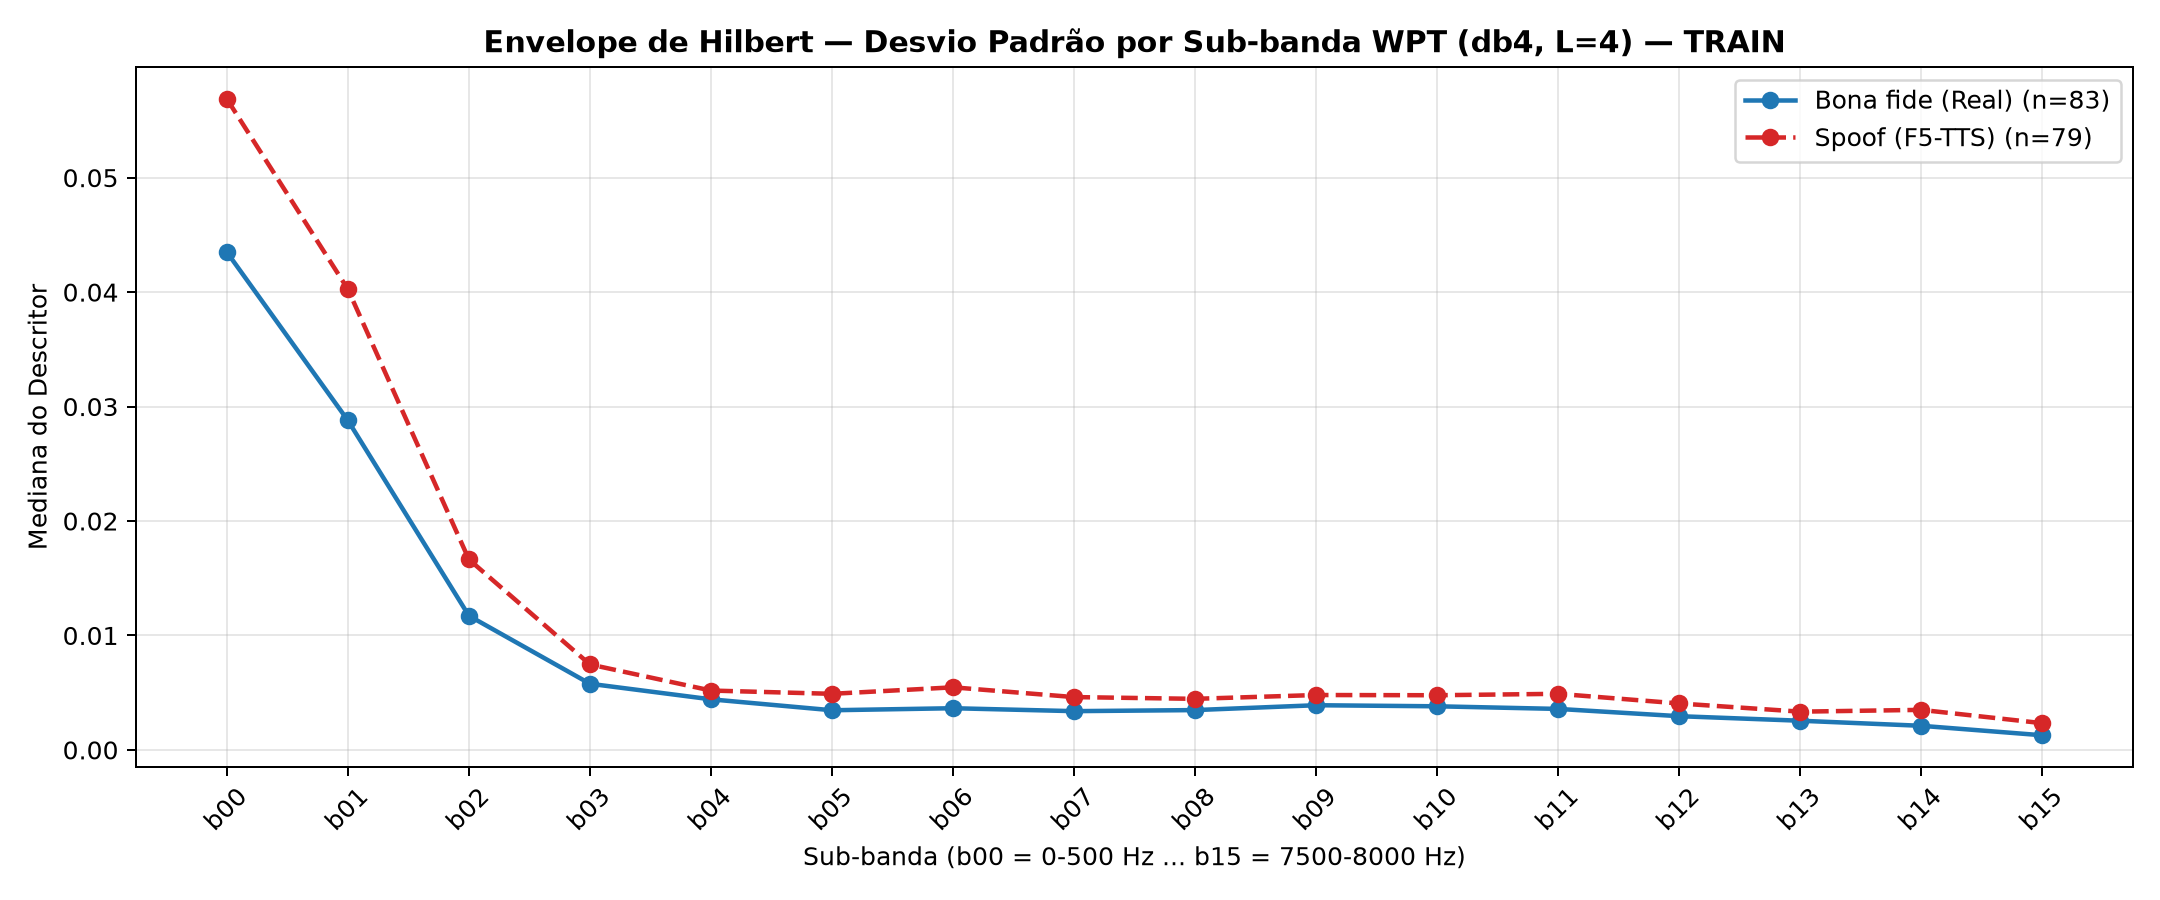 Envelope de Hilbert — Desvio Padrão por Sub-banda WPT (db4, L=4) — TRAIN
Bona fide (Real) (n=83)
Spoof (F5-TTS) (n=79)
Mediana do Descritor
0.05
0.04
0.03
0.02
0.01
0.00
b00 b01 b02 b03 b04 b05 b06 b07 b08 b09 b10 b11 b12 b13 b14 b15
Sub-banda (b00 = 0-500 Hz ... b15 = 7500-8000 Hz)